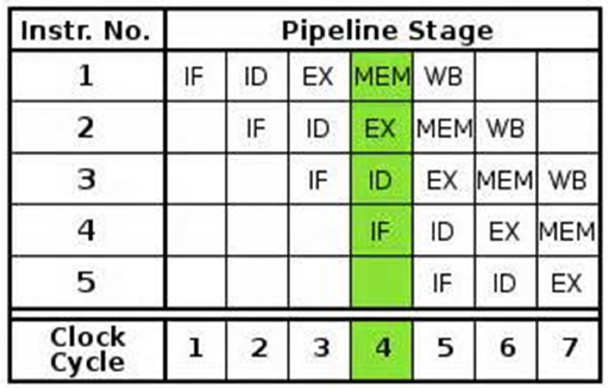 Instr. No. Pipeline Stage
1 IF ID EX MEM WB
2 IF ID EX MEM WB
3 IF ID EX MEM WB
4 IF ID EX MEM
5 IF ID EX
Clock
Cycle 1 2 3 4 5 6 7